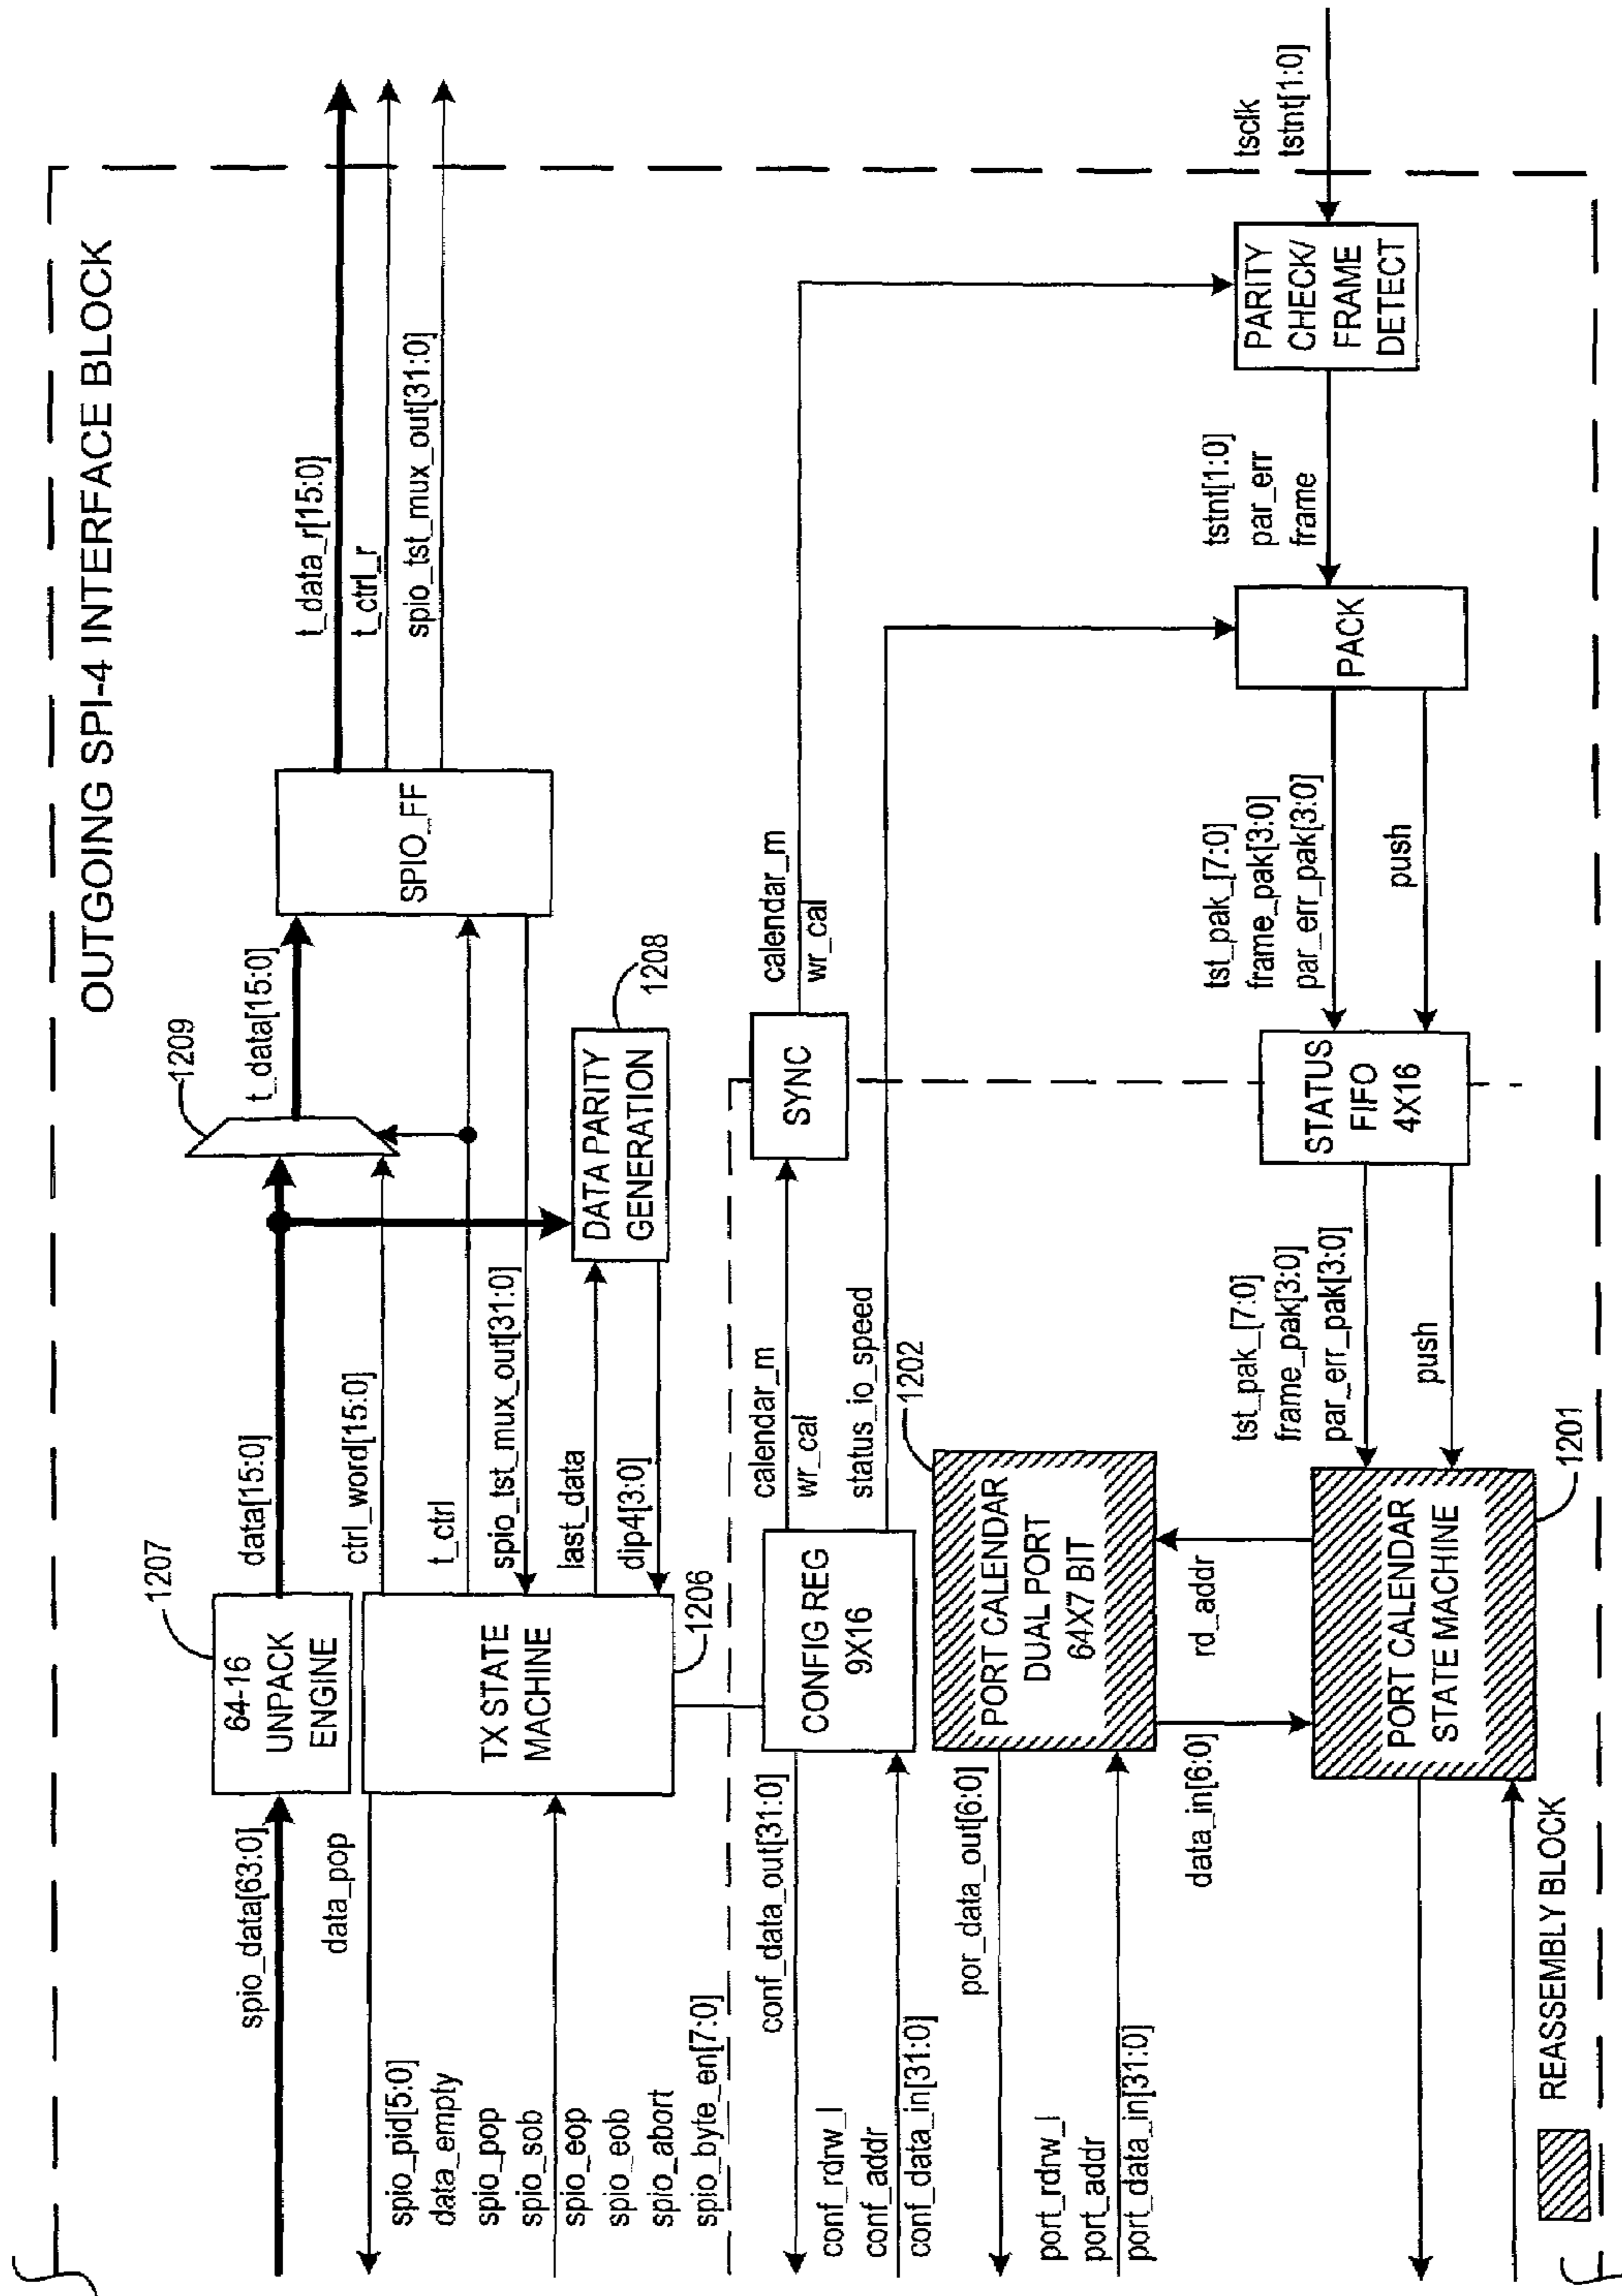 OUTGOING SPI-4 INTERFACE BLOCK
spio_data[63:0]
1207
64-16
UNPACK
ENGINE
data[15:0]
1209
t_data[15:0]
SPIO_FF
t_data_r[15:0]
t_ctrl_r
spio_tst_mux_out[31:0]
data_pop
spio_pid[5:0]
data_empty
spio_pop
spio_sob
spio_eop
spio_eob
spio_abort
spio_byte_en[7:0]
TX STATE
MACHINE
1206
ctrl_word[15:0]
t_ctrl
spio_tst_mux_out[31:0]
last_data
dip4[3:0]
DATA PARITY
GENERATION
1208
conf_data_out[31:0]
conf_rdrw_l
conf_addr
conf_data_in[31:0]
CONFIG REG
9X16
calendar_m
wr_cal
SYNC
calendar_m
wr_cal
status_io_speed
1202
por_data_out[6:0]
port_rdrw_l
port_addr
port_data_in[31:0]
PORT CALENDAR
DUAL PORT
64X7 BIT
data_in[6:0]
rd_addr
PORT CALENDAR
STATE MACHINE
1201
tst_pak_[7:0]
frame_pak[3:0]
par_err_pak[3:0]
push
STATUS
FIFO
4X16
tst_pak_[7:0]
frame_pak[3:0]
par_err_pak[3:0]
push
PACK
tstnt[1:0]
par_err
frame
PARITY
CHECK/
FRAME
DETECT
tsclk
tstnt[1:0]
REASSEMBLY BLOCK